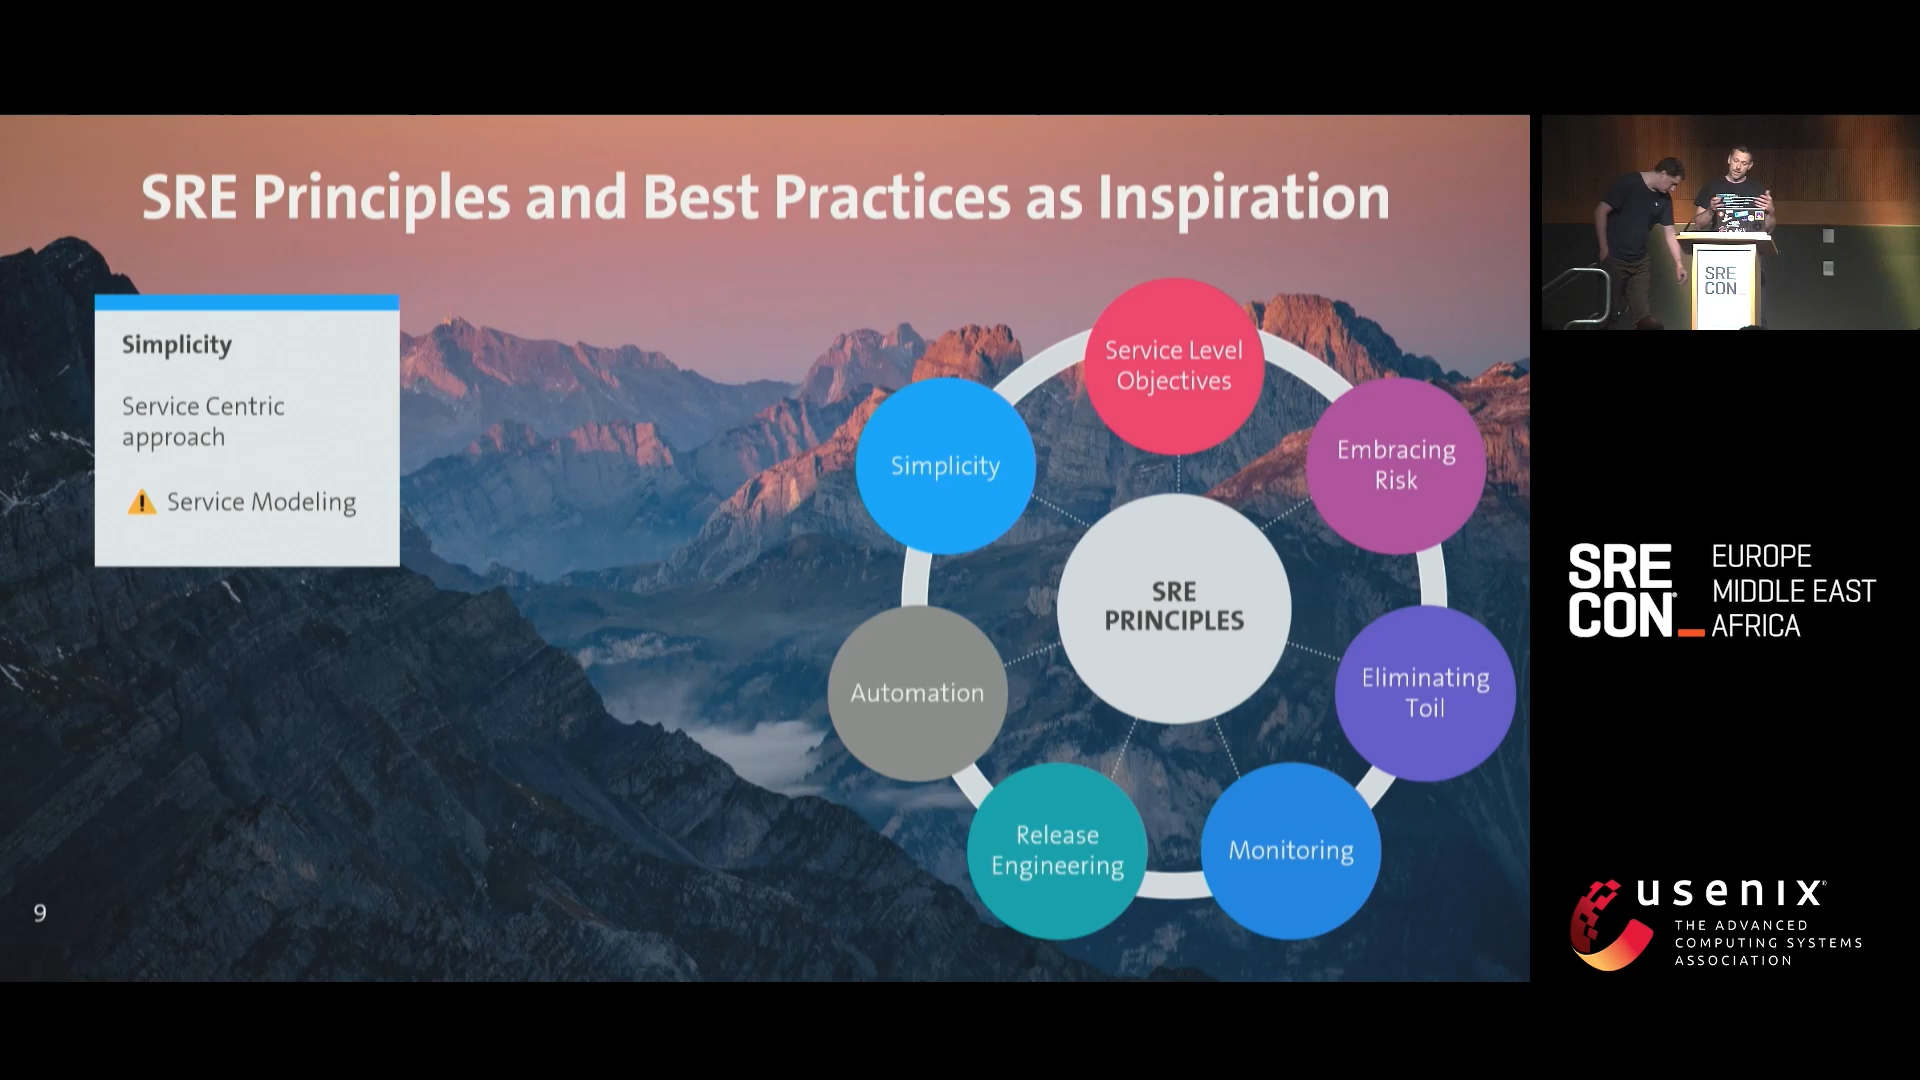 SRE Principles and Best Practices as Inspiration
Simplicity
Service Centric
approach
⚠ Service Modeling
Service Level
Objectives
Embracing
Risk
Simplicity
SRE
PRINCIPLES
Eliminating
Toil
Automation
Release
Engineering
Monitoring
9
SRE
CON_
SRE
CON_
EUROPE
MIDDLE EAST
AFRICA
usenix
THE ADVANCED
COMPUTING SYSTEMS
ASSOCIATION